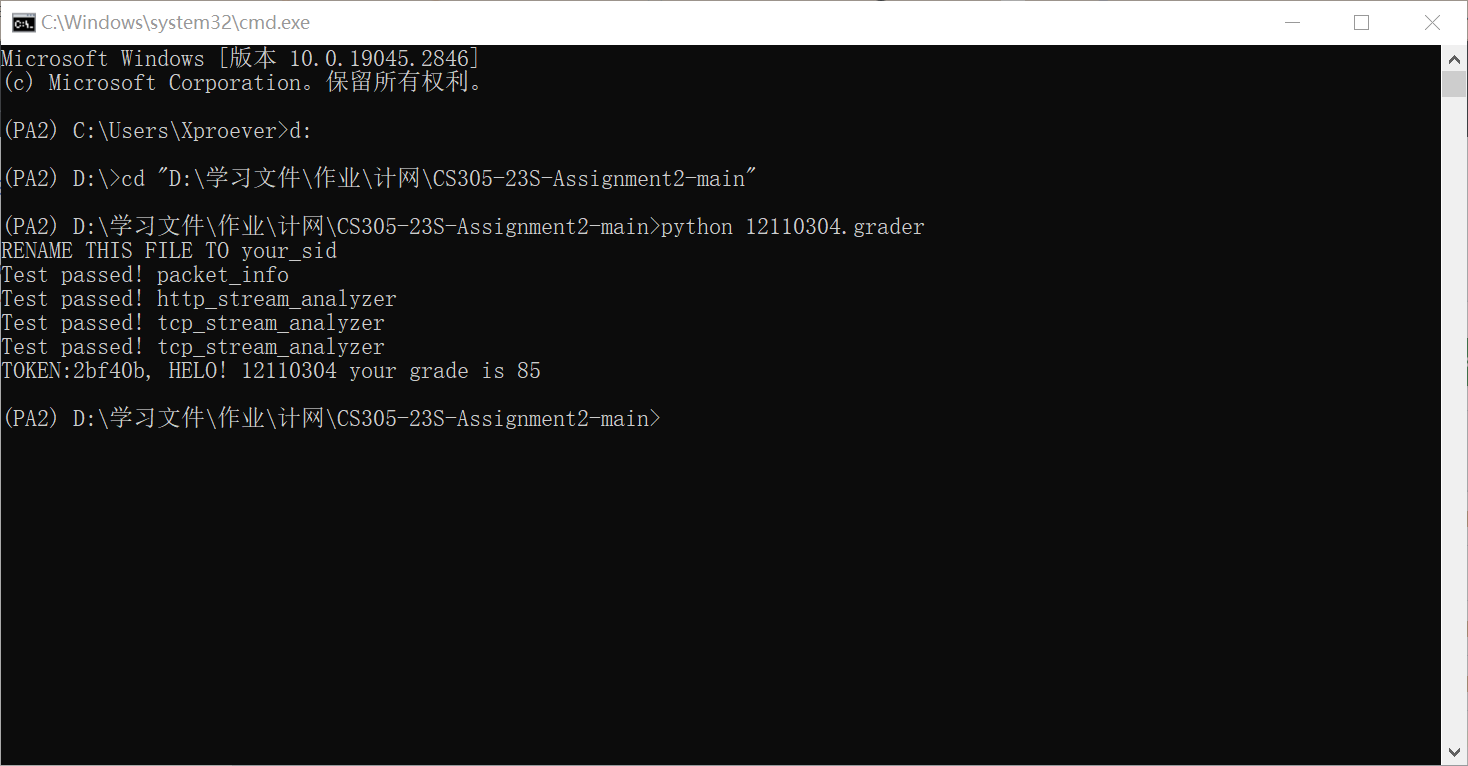 C:\Windows\system32\cmd.exe
Microsoft Windows [版本 10.0.19045.2846]
(c) Microsoft Corporation。保留所有权利。
(PA2) C:\Users\Xproever>d:
(PA2) D:\>cd "D:\学习文件\作业\计网\CS305-23S-Assignment2-main"
(PA2) D:\学习文件\作业\计网\CS305-23S-Assignment2-main>python 12110304.grader
RENAME THIS FILE TO your_sid
Test passed! packet_info
Test passed! http_stream_analyzer
Test passed! tcp_stream_analyzer
Test passed! tcp_stream_analyzer
TOKEN:2bf40b, HELO! 12110304 your grade is 85
(PA2) D:\学习文件\作业\计网\CS305-23S-Assignment2-main>